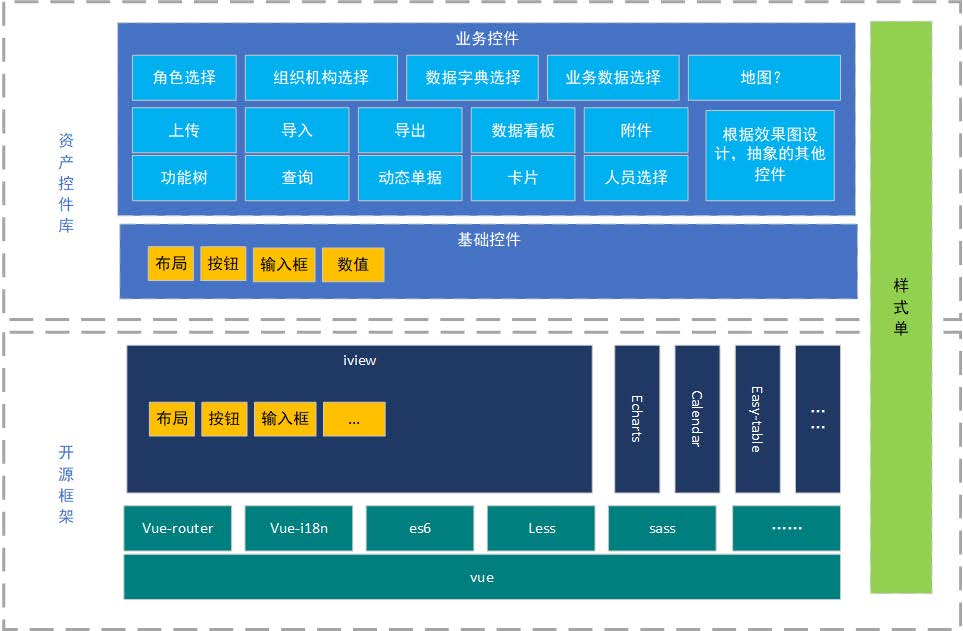 业务控件
角色选择
组织机构选择
数据字典选择
业务数据选择
地图?
上传
导入
导出
数据看板
附件
根据效果图设
计，抽象的其他
控件
功能树
查询
动态单据
卡片
人员选择
资产控件库
基础控件
布局
按钮
输入框
数值
样式单
iview
布局
按钮
输入框
...
Echarts
Calendar
Easy-table
……
开源框架
Vue-router
Vue-i18n
es6
Less
sass
……
vue